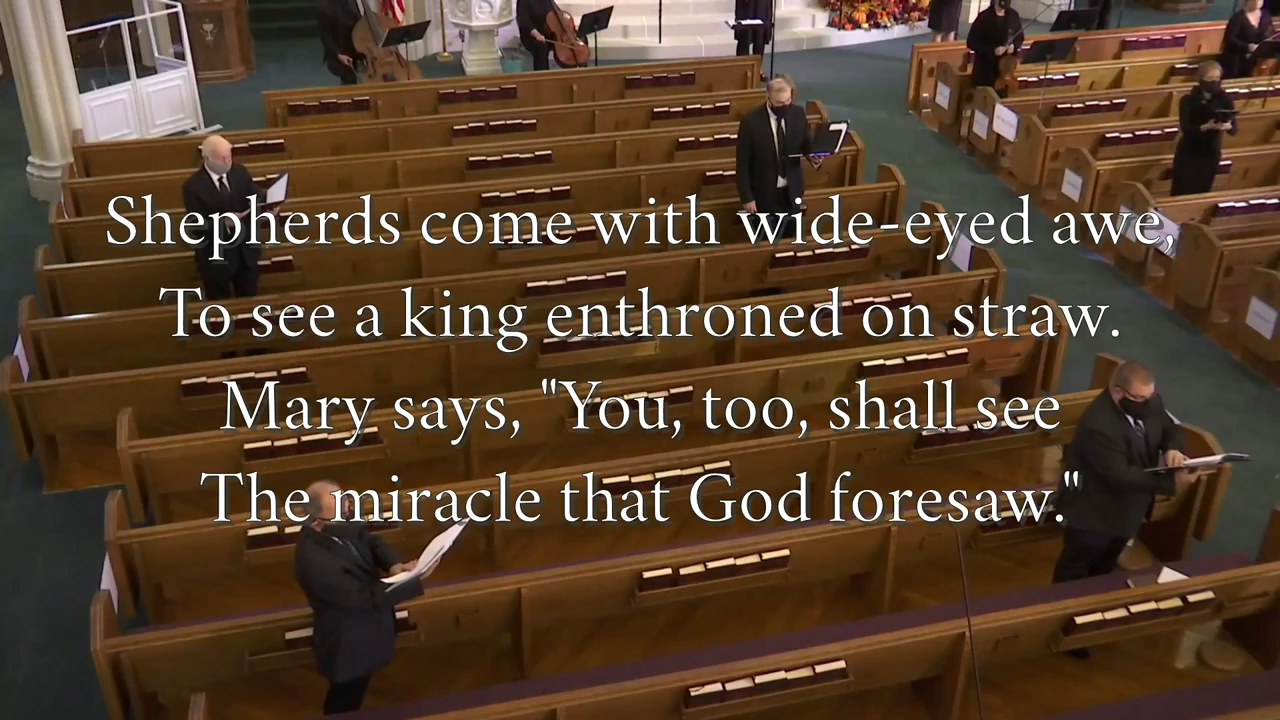 Shepherds come with wide-eyed awe,
To see a king enthroned on straw.
Mary says, "You, too, shall see
The miracle that God foresaw."